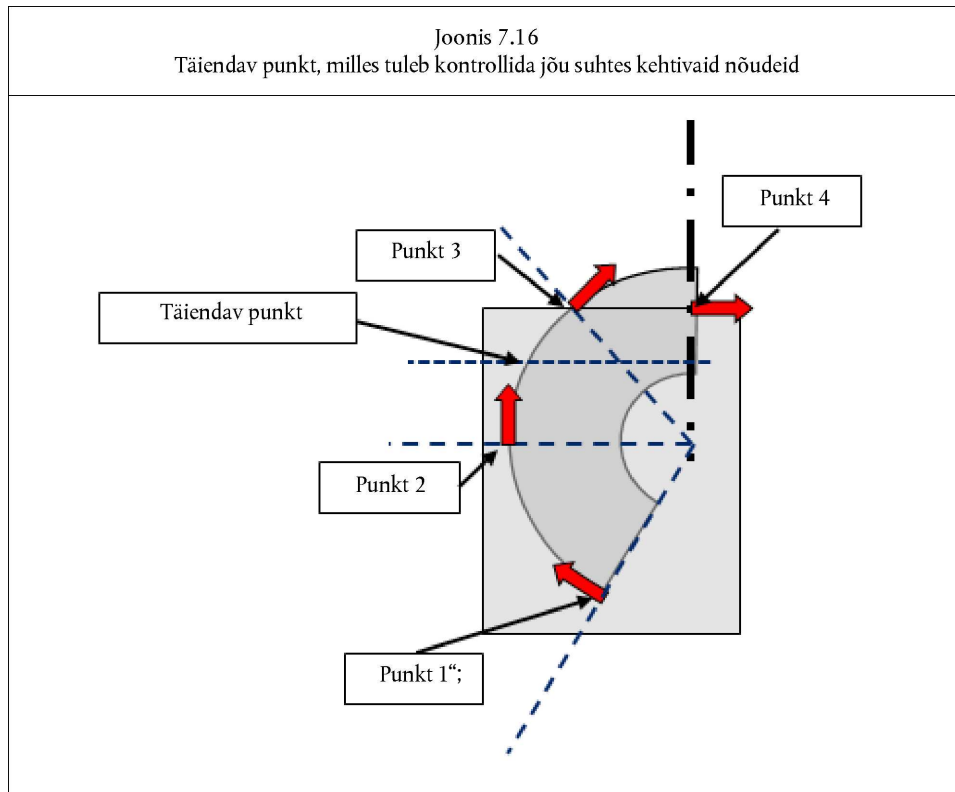 Joonis 7.16
Täiendav punkt, milles tuleb kontrollida jõu suhtes kehtivaid nõudeid
Punkt 4
Punkt 3
Täiendav punkt
Punkt 2
Punkt 1“;